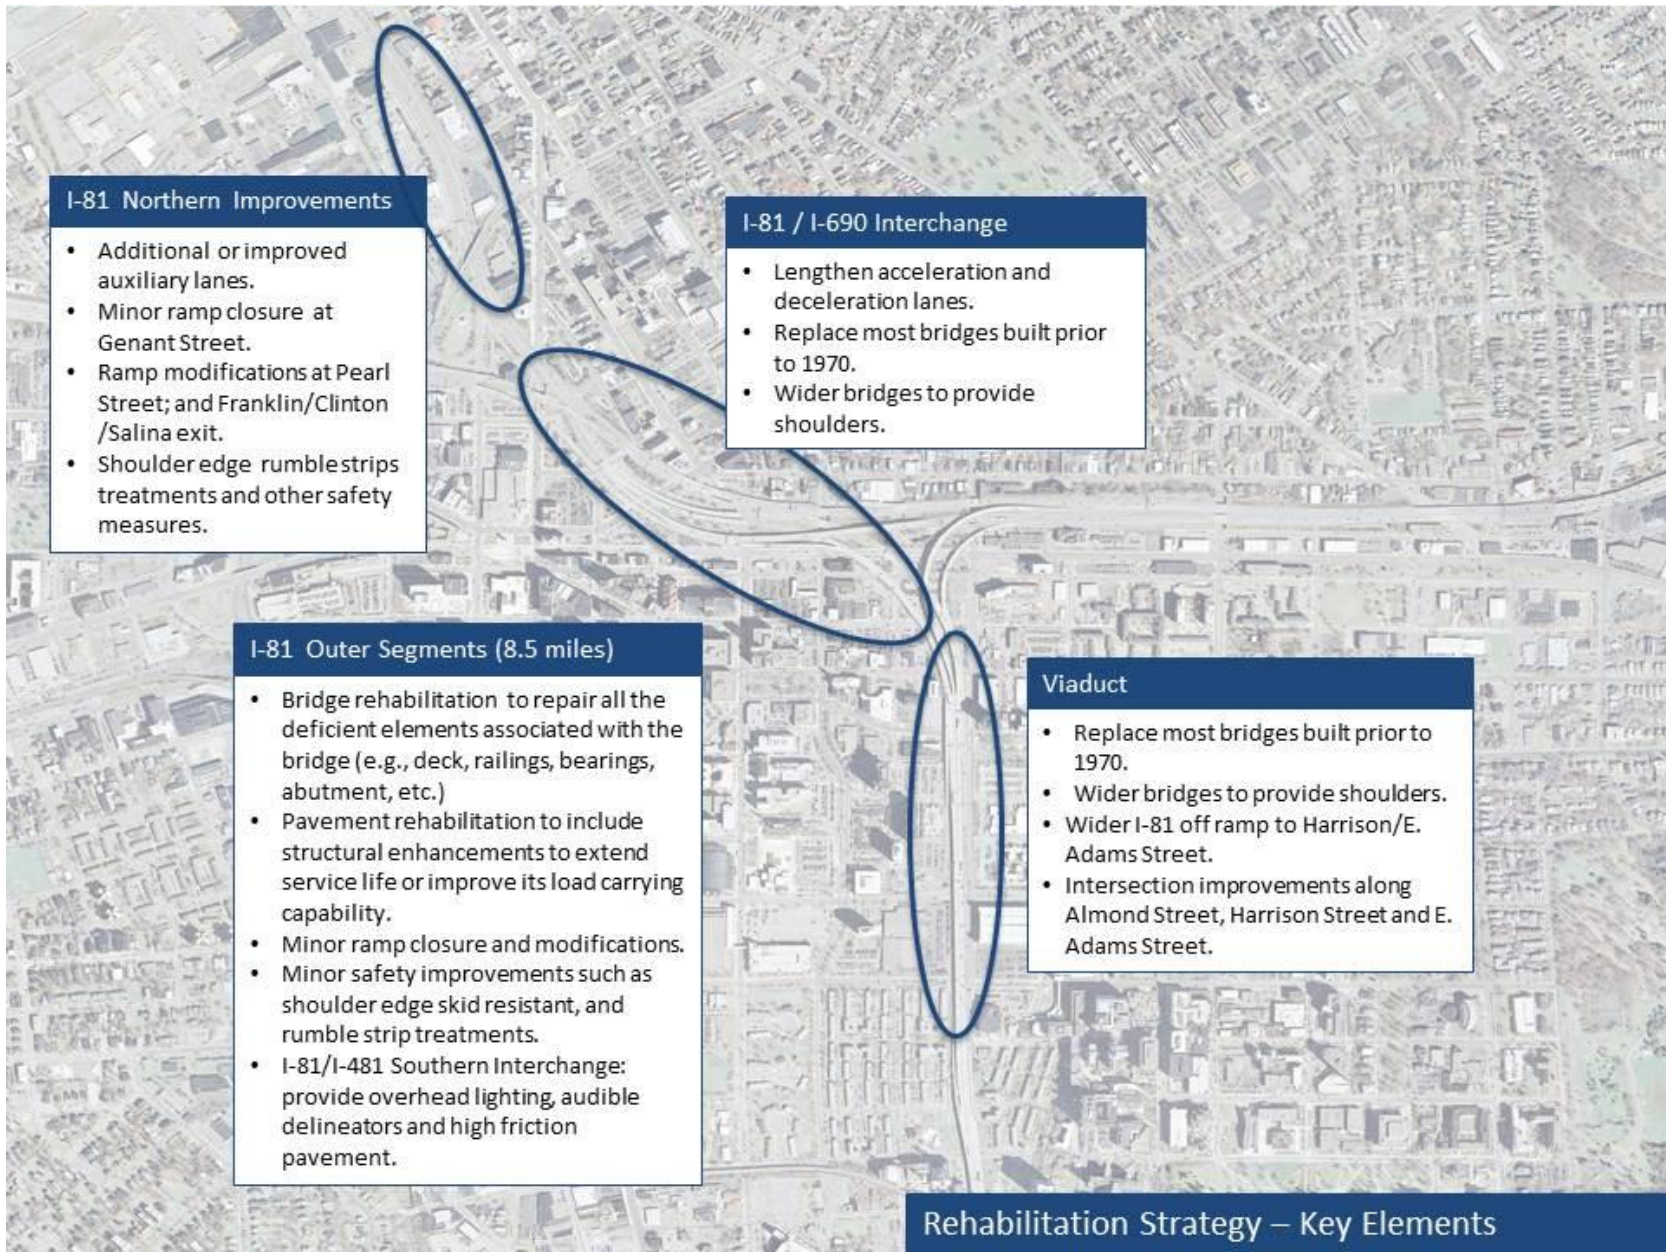 I-81 Northern Improvements
• Additional or improved
auxiliary lanes.
• Minor ramp closure at
Genant Street.
• Ramp modifications at Pearl
Street; and Franklin/Clinton
/Salina exit.
• Shoulder edge rumble strips
treatments and other safety
measures.
I-81 / I-690 Interchange
• Lengthen acceleration and
deceleration lanes.
• Replace most bridges built prior
to 1970.
• Wider bridges to provide
shoulders.
I-81 Outer Segments (8.5 miles)
• Bridge rehabilitation to repair all the
deficient elements associated with the
bridge (e.g., deck, railings, bearings,
abutment, etc.)
• Pavement rehabilitation to include
structural enhancements to extend
service life or improve its load carrying
capability.
• Minor ramp closure and modifications.
• Minor safety improvements such as
shoulder edge skid resistant, and
rumble strip treatments.
• I-81/I-481 Southern Interchange:
provide overhead lighting, audible
delineators and high friction
pavement.
Viaduct
• Replace most bridges built prior to
1970.
• Wider bridges to provide shoulders.
• Wider I-81 off ramp to Harrison/E.
Adams Street.
• Intersection improvements along
Almond Street, Harrison Street and E.
Adams Street.
Rehabilitation Strategy – Key Elements